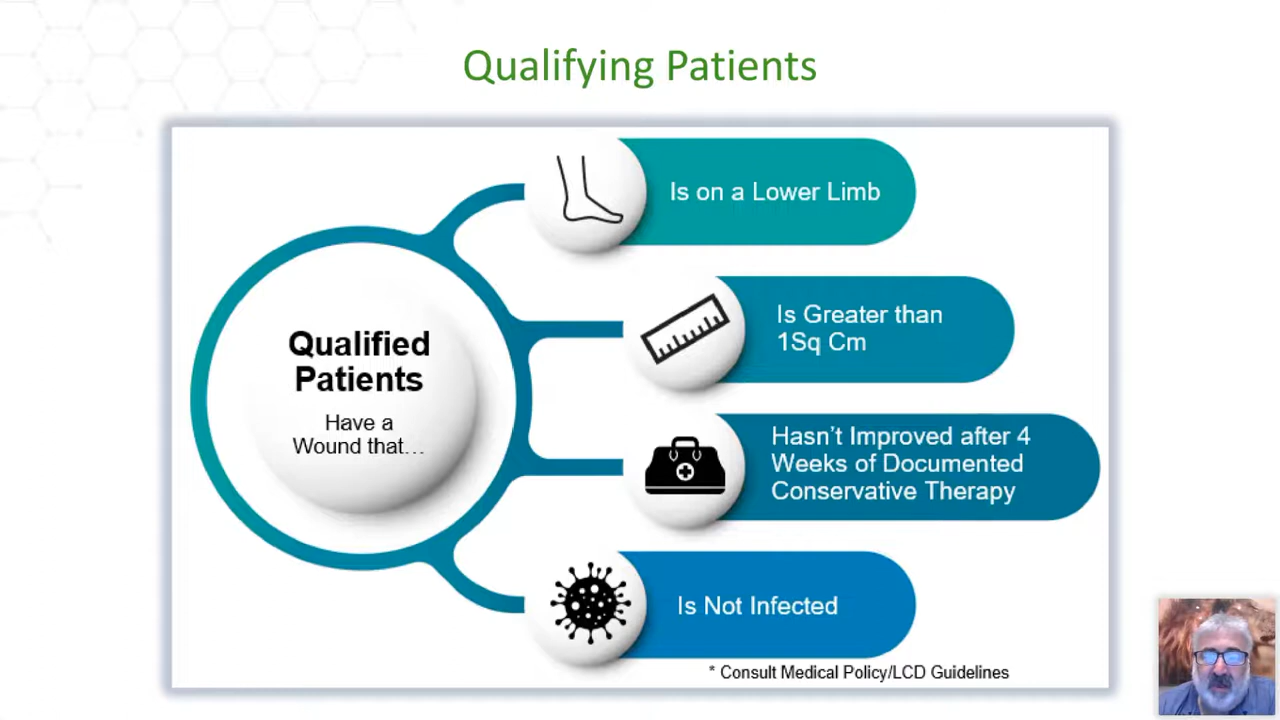 Qualifying Patients
Qualified
Patients
Have a
Wound that…
Is on a Lower Limb
Is Greater than
1Sq Cm
Hasn’t Improved after 4
Weeks of Documented
Conservative Therapy
Is Not Infected
* Consult Medical Policy/LCD Guidelines